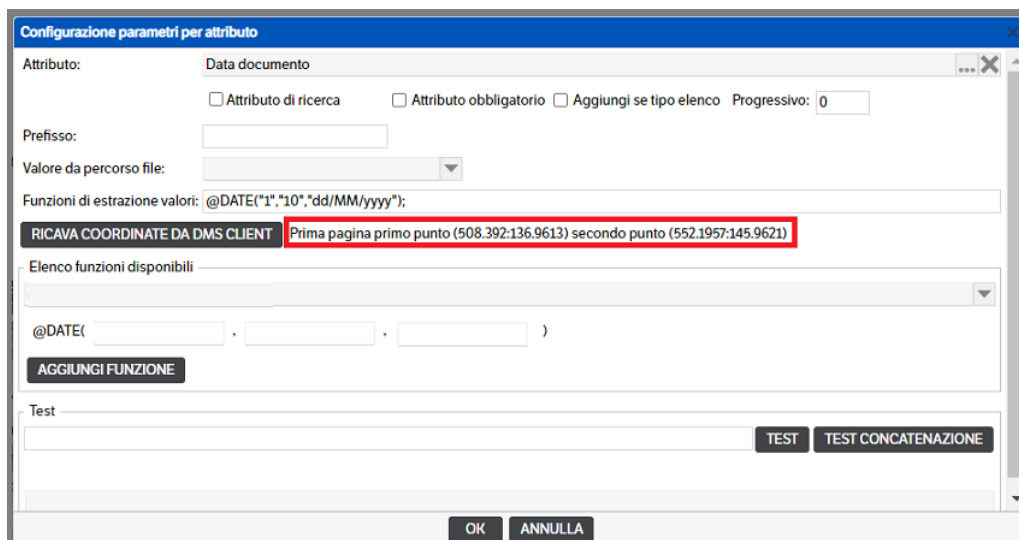 Configurazione parametri per attributo
Attributo: Data documento ...
Attributo di ricerca Attributo obbligatorio Aggiungi se tipo elenco Progressivo: 0
Prefisso:
Valore da percorso file:
Funzioni di estrazione valori: @DATE("1","10","dd/MM/yyyy");
RICAVA COORDINATE DA DMS CLIENT Prima pagina primo punto (508.392:136.9613) secondo punto (552.1957:145.9621)
Elenco funzioni disponibili
@DATE( , , )
AGGIUNGI FUNZIONE
Test
TEST TEST CONCATENAZIONE
OK ANNULLA